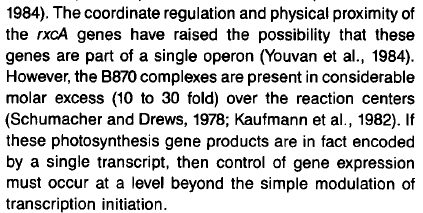 1984). The coordinate regulation and physical proximity of
the rxcA genes have raised the possibility that these
genes are part of a single operon (Youvan et al., 1984).
However, the B870 complexes are present in considerable
molar excess (10 to 30 fold) over the reaction centers
(Schumacher and Drews, 1978; Kaufmann et al., 1982). If
these photosynthesis gene products are in fact encoded
by a single transcript, then control of gene expression
must occur at a level beyond the simple modulation of
transcription initiation.